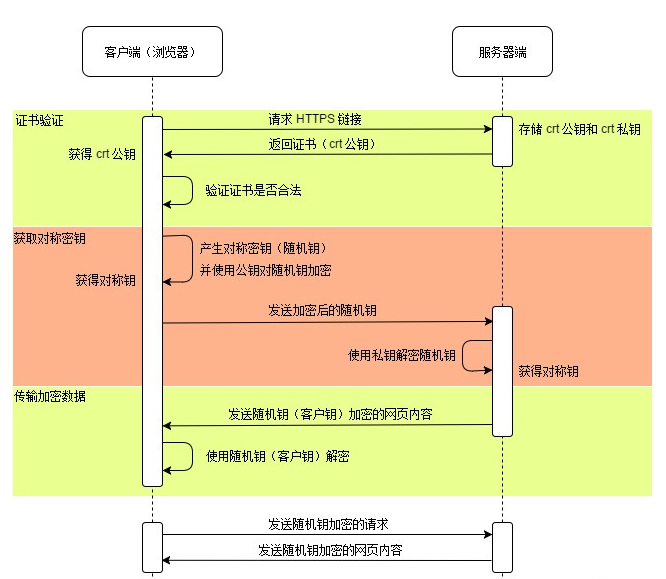 客户端（浏览器）
服务器端
证书验证
请求 HTTPS 链接
存储 crt 公钥和 crt 私钥
返回证书（crt 公钥）
获得 crt 公钥
验证证书是否合法
获取对称密钥
产生对称密钥（随机钥）
并使用公钥对随机钥加密
获得对称钥
发送加密后的随机钥
使用私钥解密随机钥
获得对称钥
传输加密数据
发送随机钥（客户钥）加密的网页内容
使用随机钥（客户钥）解密
发送随机钥加密的请求
发送随机钥加密的网页内容